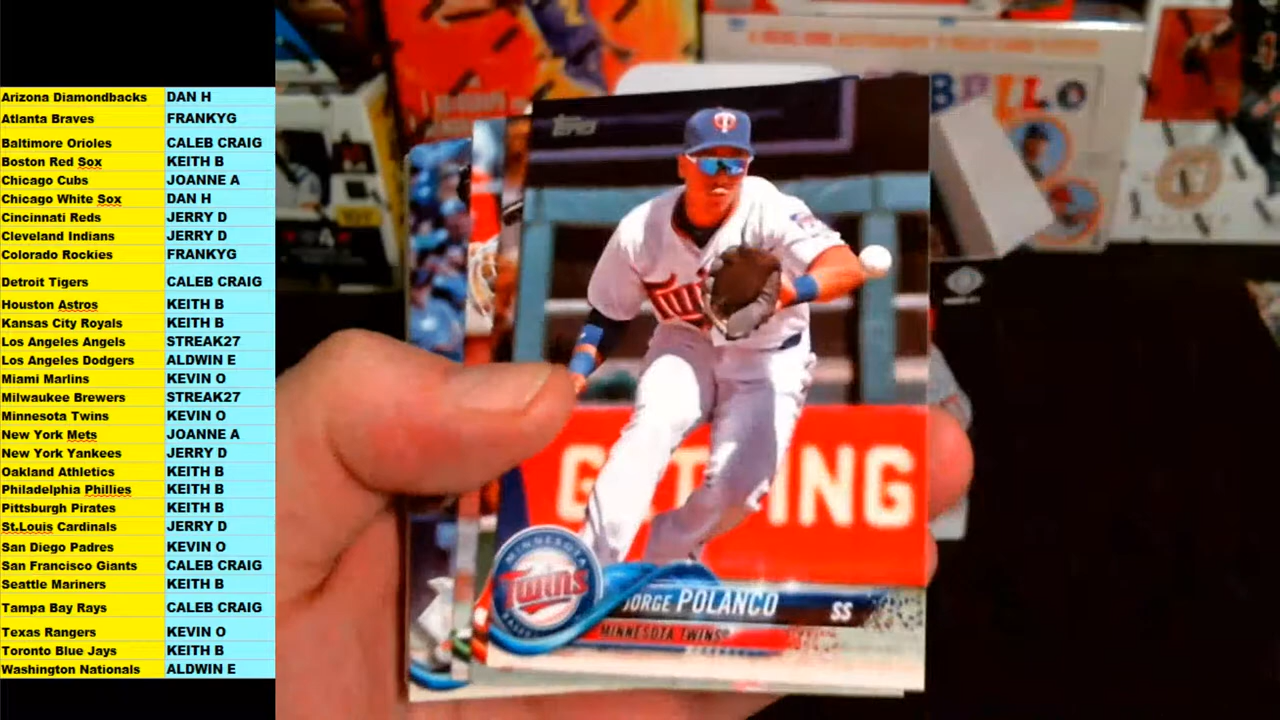 Arizona Diamondbacks DAN H
Atlanta Braves FRANKYG
Baltimore Orioles CALEB CRAIG
Boston Red Sox KEITH B
Chicago Cubs JOANNE A
Chicago White Sox DAN H
Cincinnati Reds JERRY D
Cleveland Indians JERRY D
Colorado Rockies FRANKYG
Detroit Tigers CALEB CRAIG
Houston Astros KEITH B
Kansas City Royals KEITH B
Los Angeles Angels STREAK27
Los Angeles Dodgers ALDWIN E
Miami Marlins KEVIN O
Milwaukee Brewers STREAK27
Minnesota Twins KEVIN O
New York Mets JOANNE A
New York Yankees JERRY D
Oakland Athletics KEITH B
Philadelphia Phillies KEITH B
Pittsburgh Pirates KEITH B
St.Louis Cardinals JERRY D
San Diego Padres KEVIN O
San Francisco Giants CALEB CRAIG
Seattle Mariners KEITH B
Tampa Bay Rays CALEB CRAIG
Texas Rangers KEVIN O
Toronto Blue Jays KEITH B
Washington Nationals ALDWIN E
TOPPS
MINNESOTA
Twins
JORGE POLANCO SS
MINNESOTA TWINS